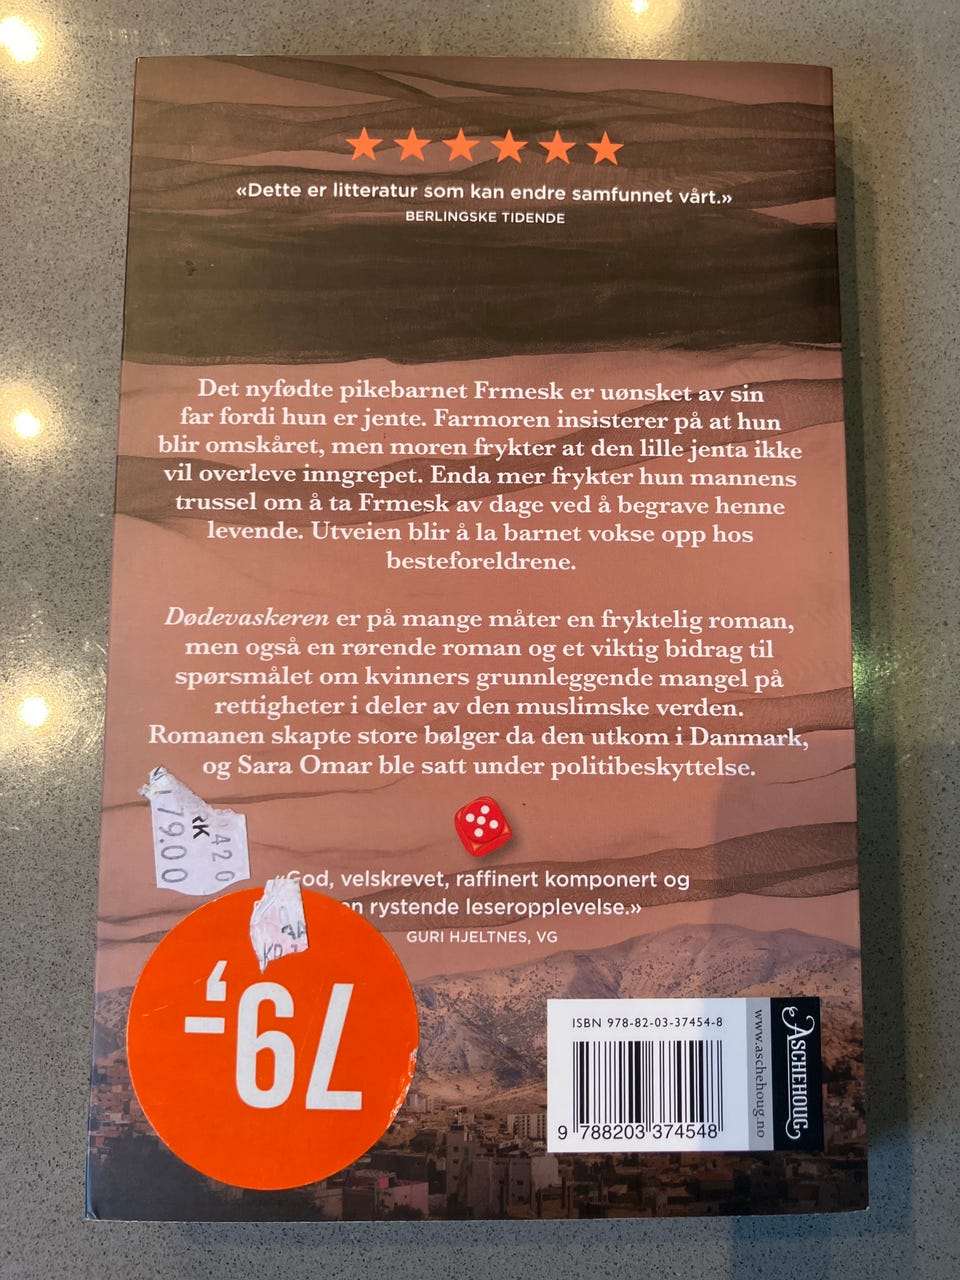 «Dette er litteratur som kan endre samfunnet vårt.»
BERLINGSKE TIDENDE
Det nyfødte pikebarnet Frmesk er uønsket av sin
far fordi hun er jente. Farmoren insisterer på at hun
blir omskåret, men moren frykter at den lille jenta ikke
vil overleve inngrepet. Enda mer frykter hun mannens
trussel om å ta Frmesk av dage ved å begrave henne
levende. Utveien blir å la barnet vokse opp hos
besteforeldrene.
Dødevaskeren er på mange måter en fryktelig roman,
men også en rørende roman og et viktig bidrag til
spørsmålet om kvinners grunnleggende mangel på
rettigheter i deler av den muslimske verden.
Romanen skapte store bølger da den utkom i Danmark,
og Sara Omar ble satt under politibeskyttelse.
79.00
420
«God, velskrevet, raffinert komponert og
rystende leseropplevelse.»
GURI HJELTNES, VG
79,-
ISBN 978-82-03-37454-8
9 788203 374548
www.aschehoug.no
ASCHEHOUG